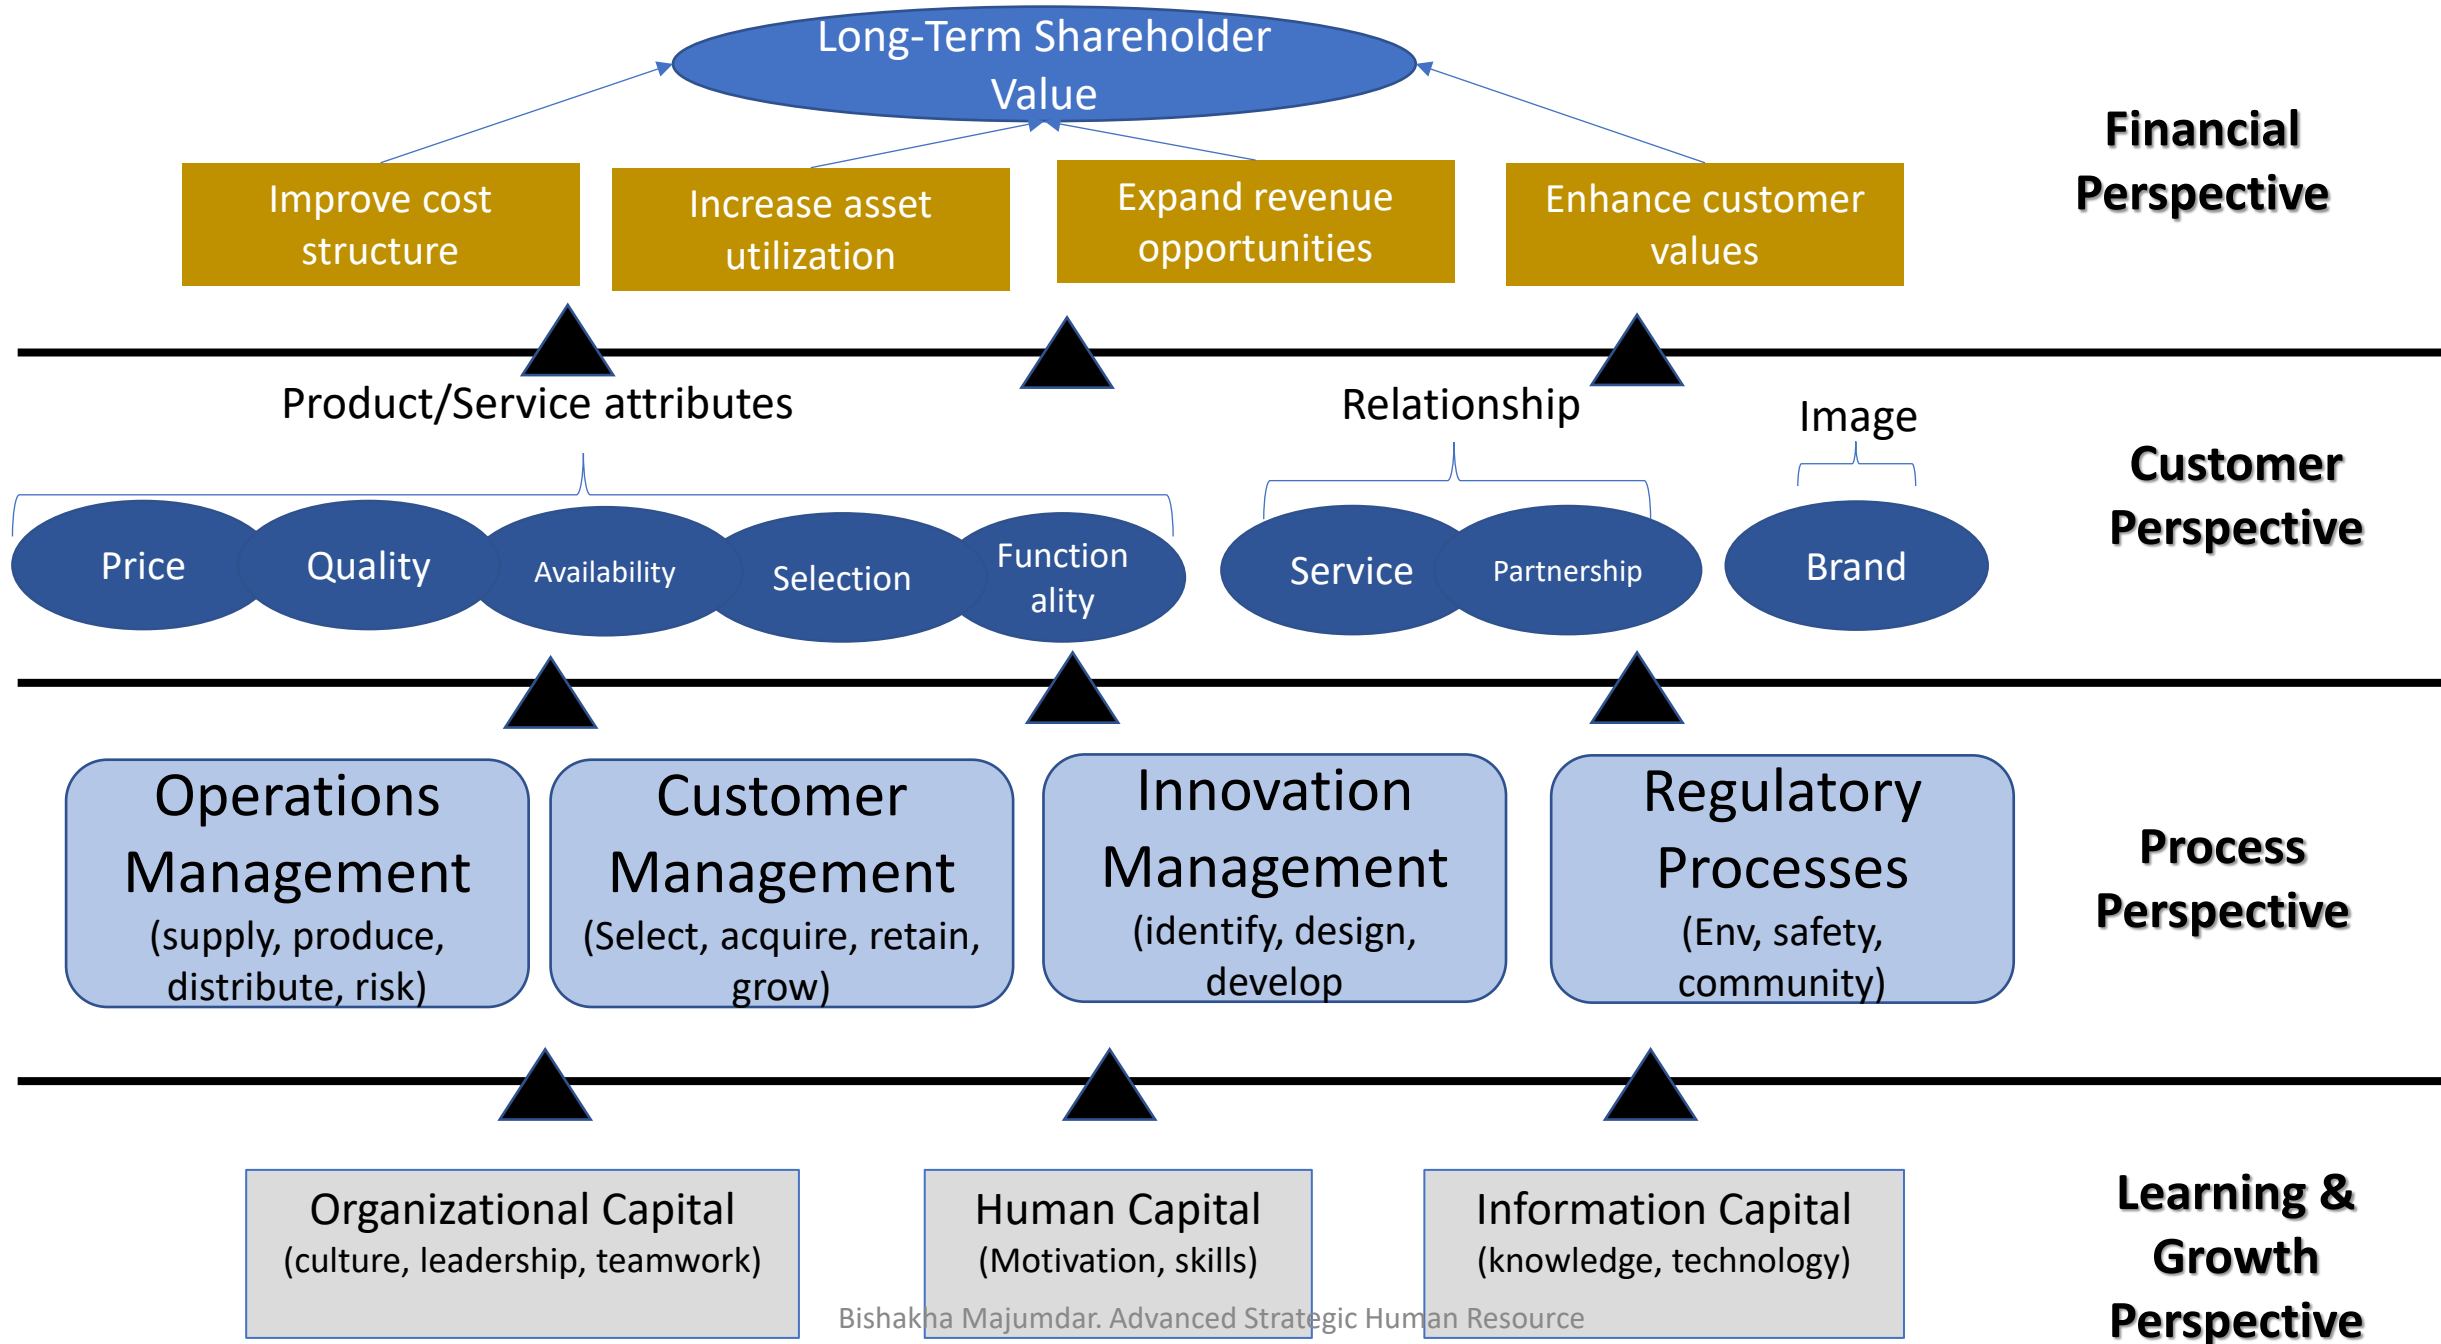 Long-Term Shareholder
Value
Improve cost
structure
Increase asset
utilization
Expand revenue
opportunities
Enhance customer
values
Financial
Perspective
Product/Service attributes
Relationship
Image
Price
Quality
Availability
Selection
Function
ality
Service
Partnership
Brand
Customer
Perspective
Operations
Management
(supply, produce,
distribute, risk)
Customer
Management
(Select, acquire, retain,
grow)
Innovation
Management
(identify, design,
develop
Regulatory
Processes
(Env, safety,
community)
Process
Perspective
Organizational Capital
(culture, leadership, teamwork)
Human Capital
(Motivation, skills)
Information Capital
(knowledge, technology)
Learning &
Growth
Perspective
Bishakha Majumdar. Advanced Strategic Human Resource